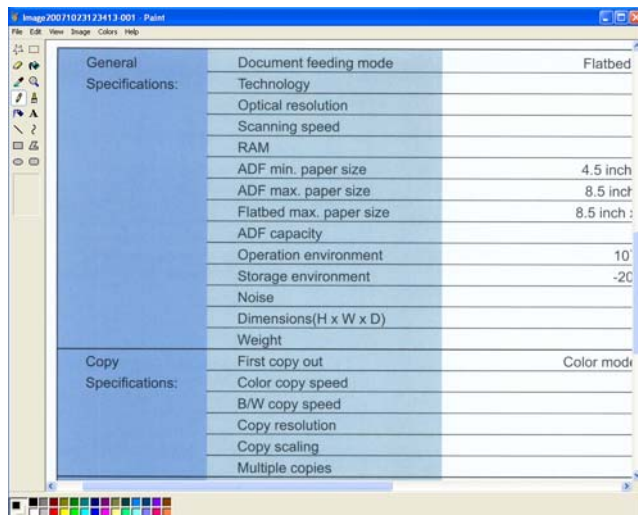 Image20071023123413-001 - Paint
File Edit View Image Colors Help
General Document feeding mode Flatbed
Specifications: Technology
Optical resolution
Scanning speed
RAM
ADF min. paper size 4.5 inch
ADF max. paper size 8.5 inch
Flatbed max. paper size 8.5 inch
ADF capacity
Operation environment 10
Storage environment -20
Noise
Dimensions(H x W x D)
Weight
Copy First copy out Color mode
Specifications: Color copy speed
B/W copy speed
Copy resolution
Copy scaling
Multiple copies